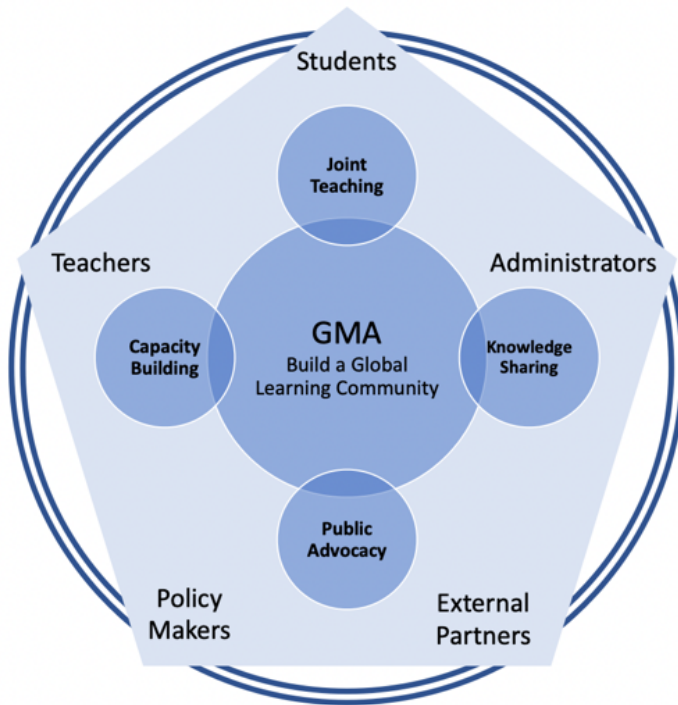 Students
Joint
Teaching
Teachers
Administrators
GMA
Build a Global
Learning Community
Capacity
Building
Knowledge
Sharing
Public
Advocacy
Policy
Makers
External
Partners